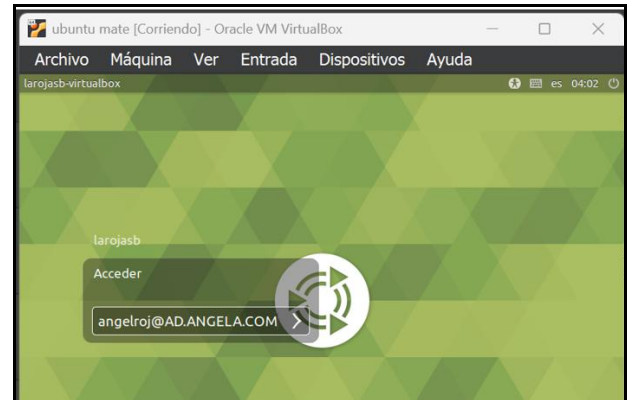 ubuntu mate [Corriendo] - Oracle VM VirtualBox
Archivo Máquina Ver Entrada Dispositivos Ayuda
larojasb-virtualbox es 04:02
larojasb
Acceder
angelroj@AD.ANGELA.COM